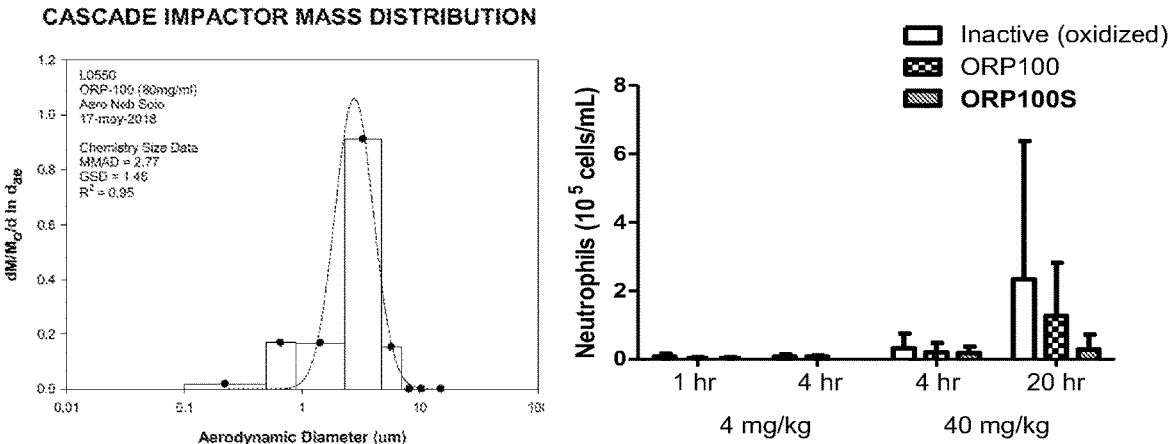 CASCADE IMPACTOR MASS DISTRIBUTION
L0550
ORP-100 (80mg/ml)
Aero Neb Solo
17-may-2018
Chemistry Size Data
MMAD = 2.77
GSD = 1.48
R² = 0.95
dM/M₀/d ln dₐₑ
1.2
1.0
0.8
0.6
0.4
0.2
0.0
0.01 0.1 1 10 100
Aerodynamic Diameter (um)
Inactive (oxidized)
ORP100
ORP100S
Neutrophils (10⁵ cells/mL)
8
6
4
2
0
1 hr 4 hr 4 hr 20 hr
4 mg/kg 40 mg/kg